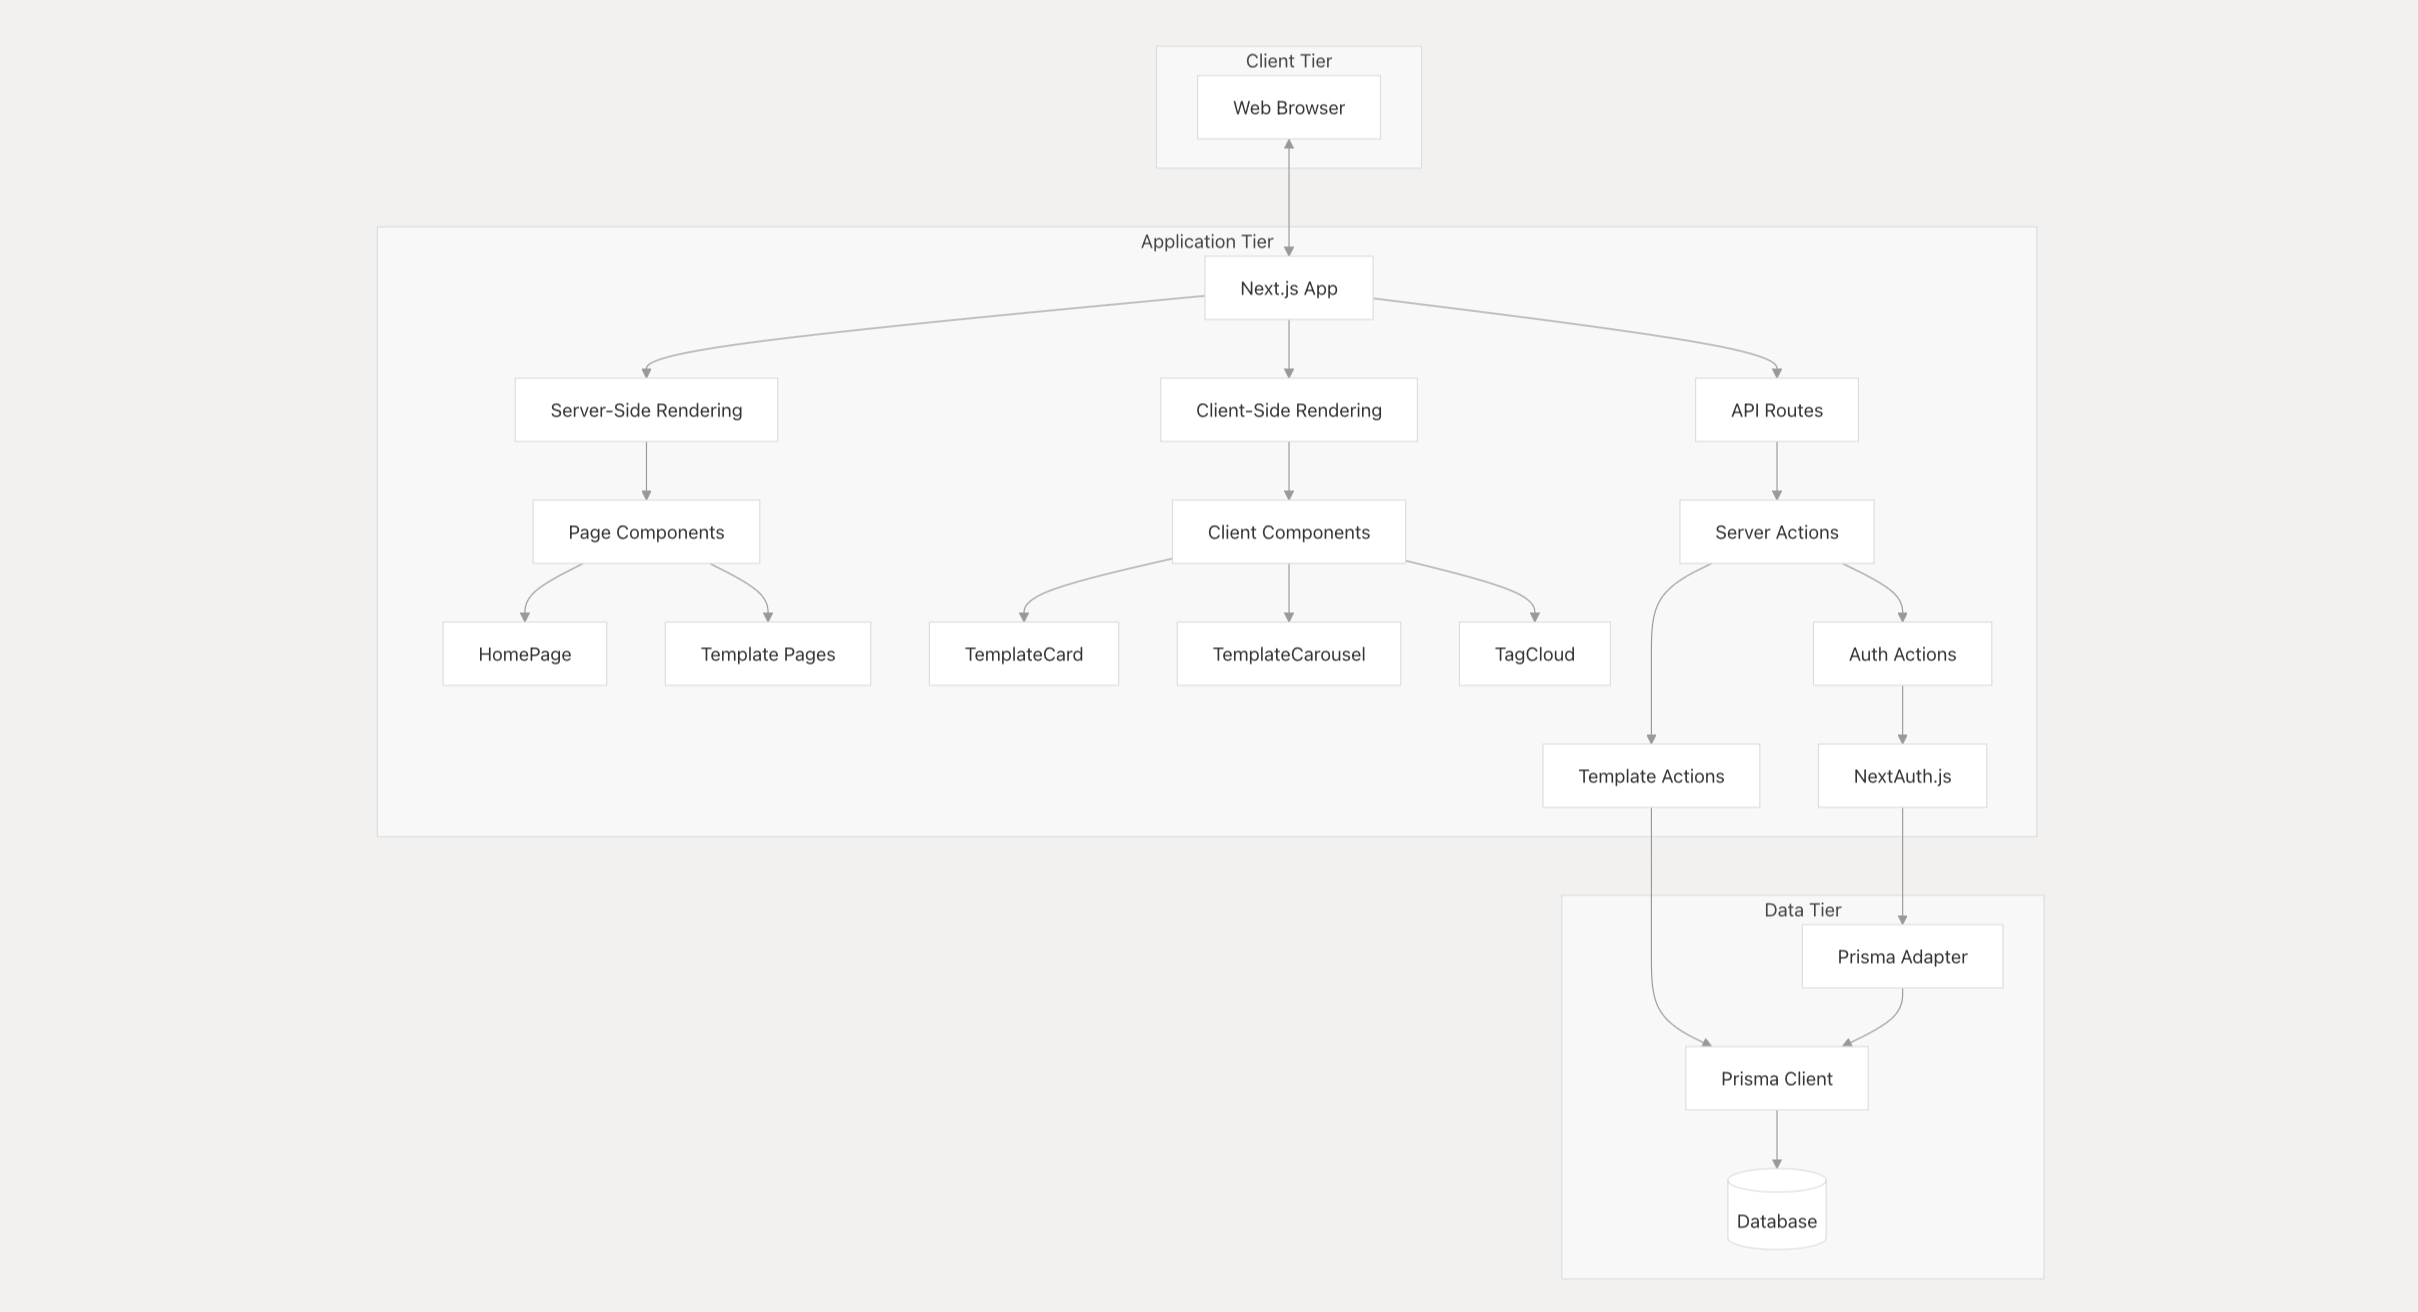 Client Tier
Web Browser
Application Tier
Next.js App
Server-Side Rendering
Client-Side Rendering
API Routes
Page Components
Client Components
Server Actions
HomePage
Template Pages
TemplateCard
TemplateCarousel
TagCloud
Auth Actions
Template Actions
NextAuth.js
Data Tier
Prisma Adapter
Prisma Client
Database